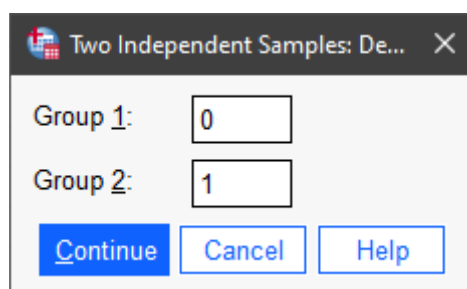 Two Independent Samples: De...
Group 1: 0
Group 2: 1
Continue Cancel Help